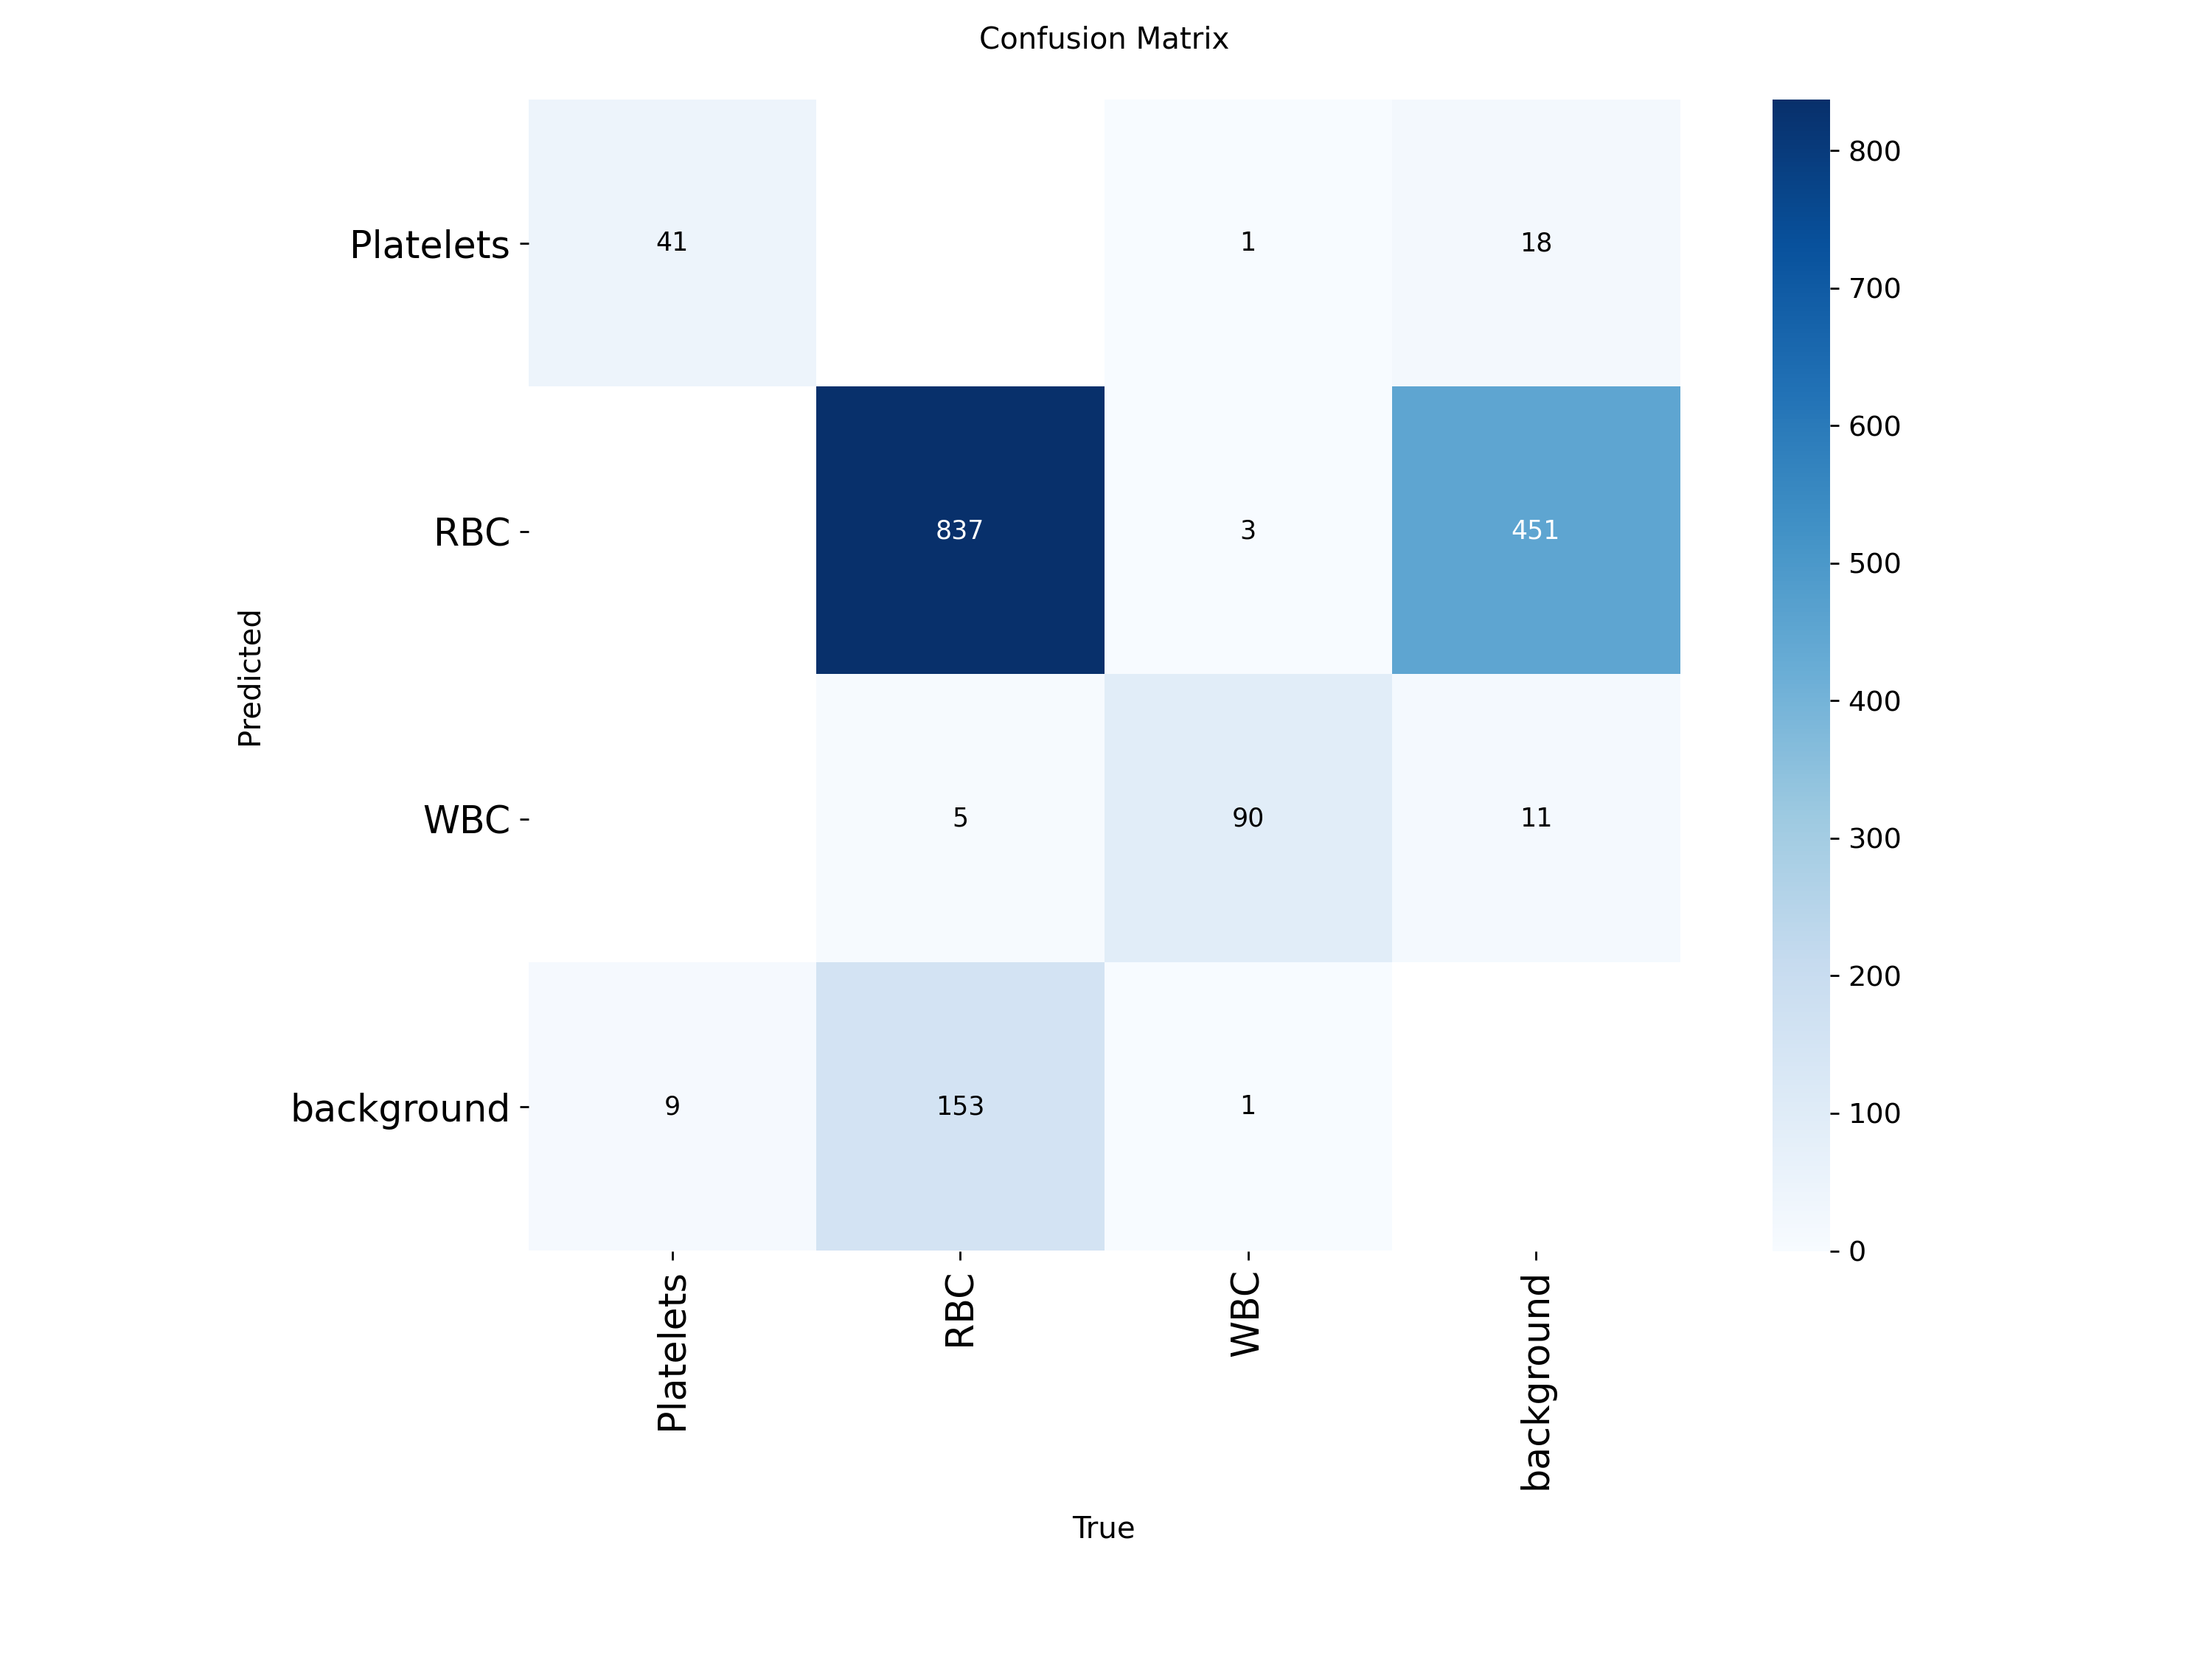 Confusion Matrix
Platelets
41
1
18
RBC
837
3
451
WBC
5
90
11
background
9
153
1
Predicted
Platelets
RBC
WBC
background
True
800
700
600
500
400
300
200
100
0